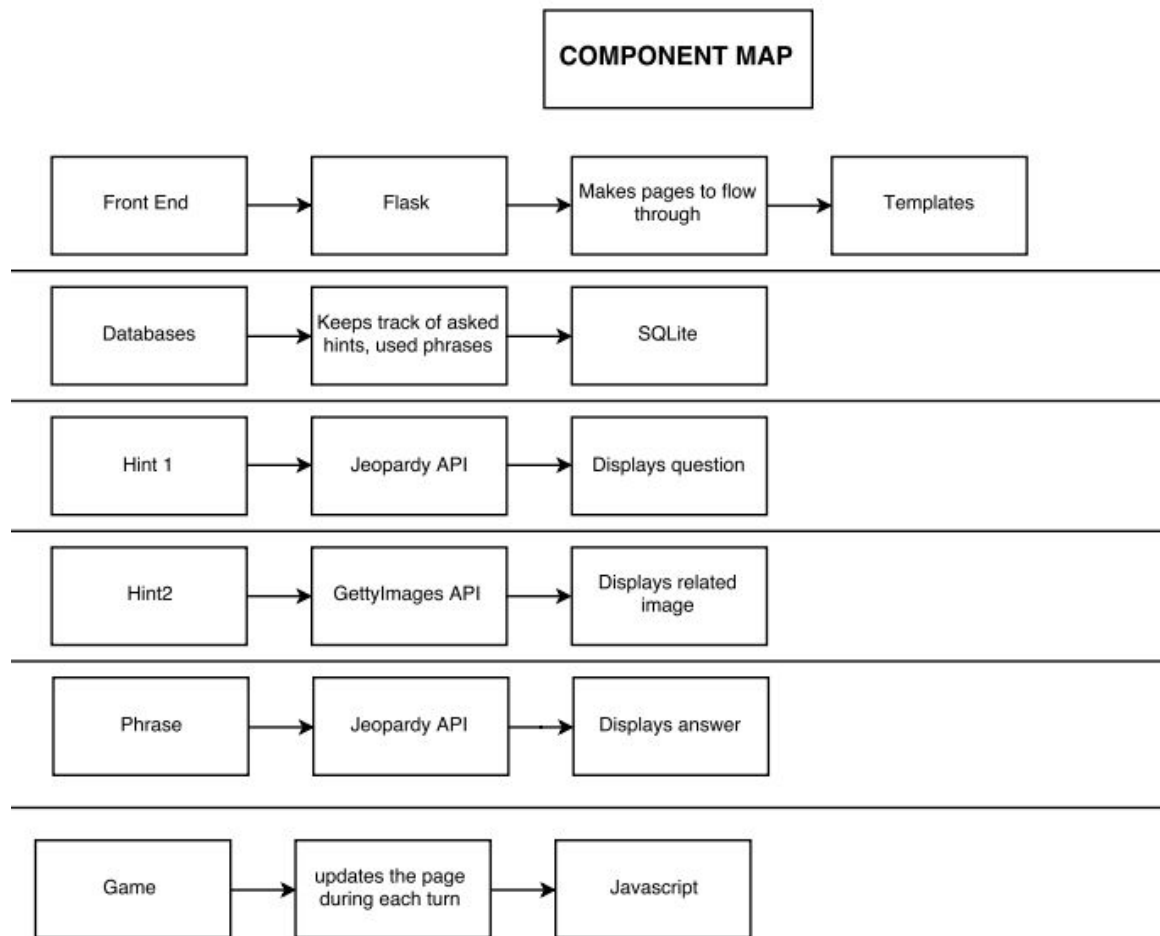 COMPONENT MAP
Front End
Flask
Makes pages to flow
through
Templates
Databases
Keeps track of asked
hints, used phrases
SQLite
Hint 1
Jeopardy API
Displays question
Hint2
GettyImages API
Displays related
image
Phrase
Jeopardy API
Displays answer
Game
updates the page
during each turn
Javascript